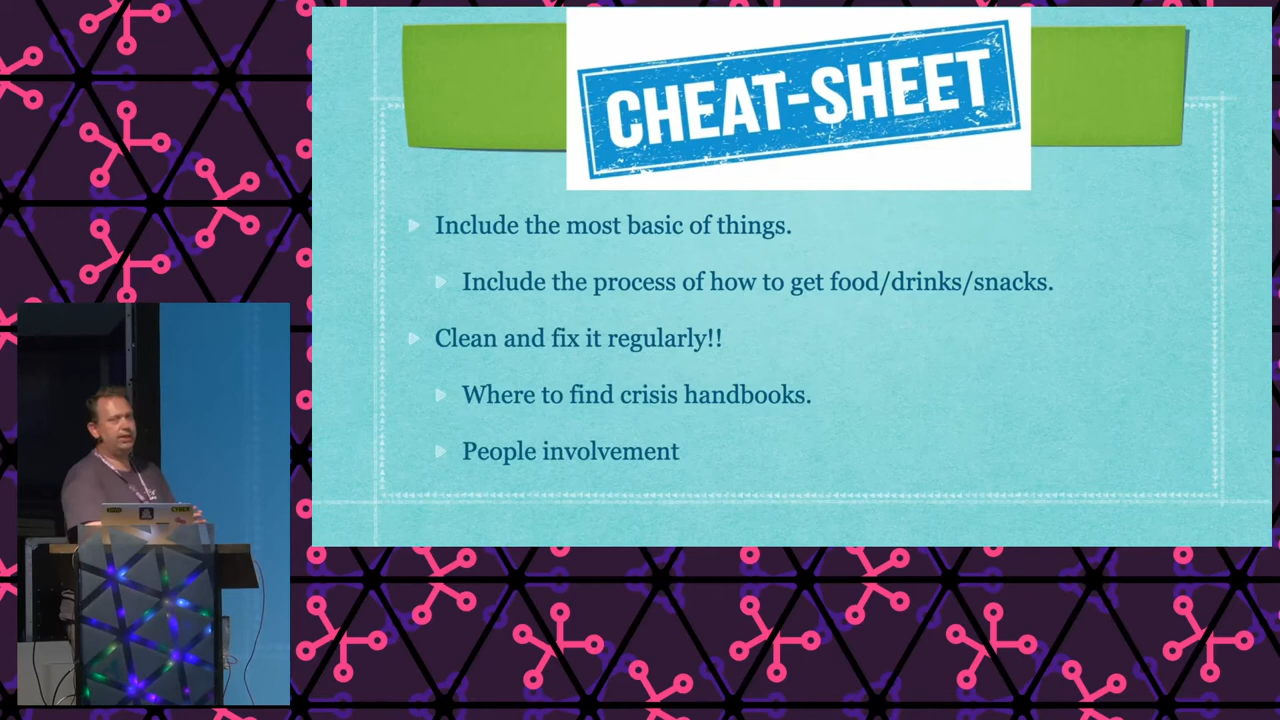 CHEAT-SHEET
Include the most basic of things.
Include the process of how to get food/drinks/snacks.
Clean and fix it regularly!!
Where to find crisis handbooks.
People involvement
CYBER